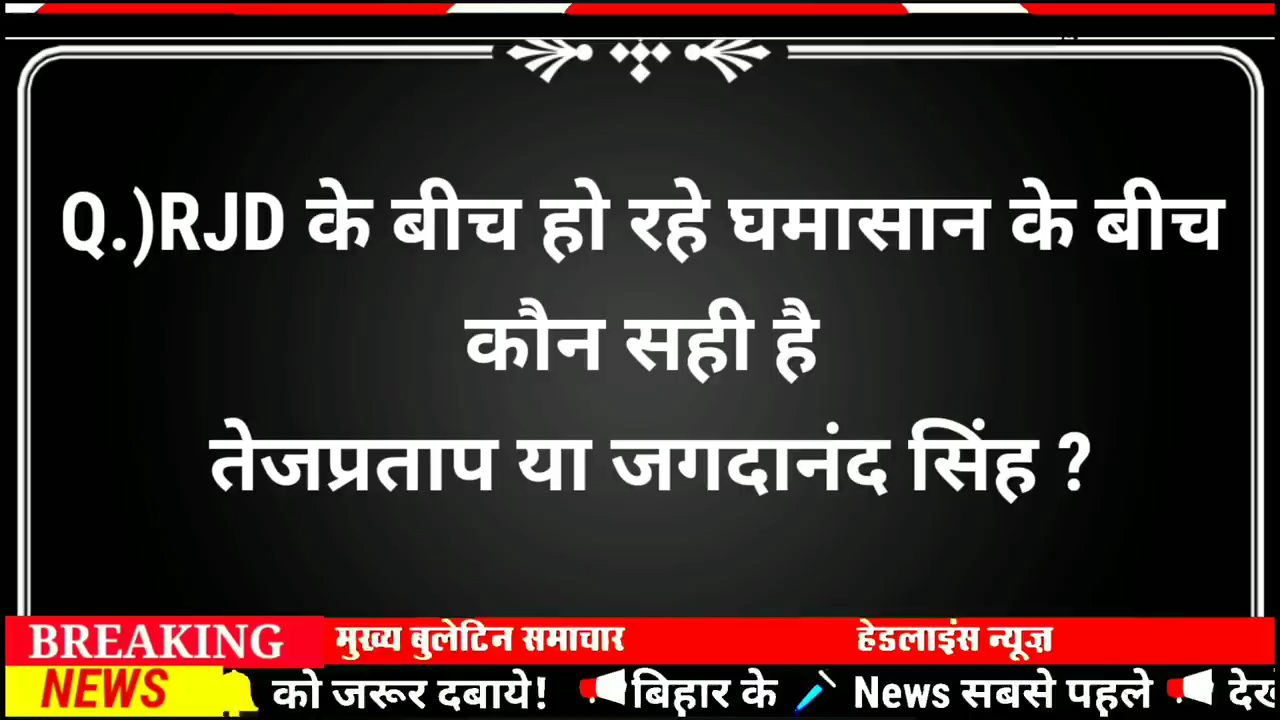 Q.)RJD के बीच हो रहे घमासान के बीच
कौन सही है
तेजप्रताप या जगदानंद सिंह ?
BREAKING मुख्य बुलेटिन समाचार हेडलाइंस न्यूज़
NEWS को जरूर दबाये! बिहार के News सबसे पहले